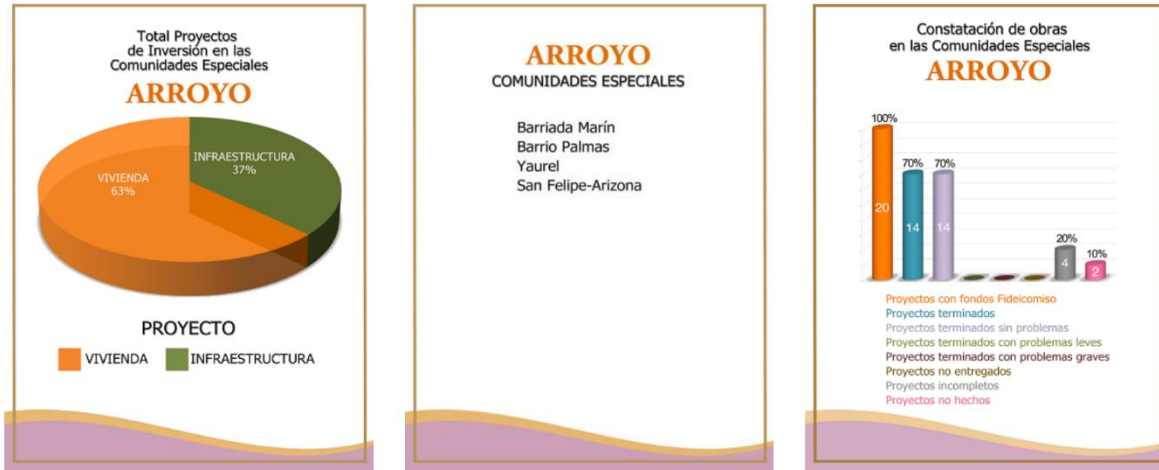 Total Proyectos
de Inversión en las
Comunidades Especiales
ARROYO
INFRAESTRUCTURA
37%
VIVIENDA
63%
PROYECTO
VIVIENDA
INFRAESTRUCTURA
ARROYO
COMUNIDADES ESPECIALES
Barriada Marín
Barrio Palmas
Yaurel
San Felipe-Arizona
Constatación de obras
en las Comunidades Especiales
ARROYO
100%
70%
70%
20%
10%
20
14
14
4
2
Proyectos con fondos Fideicomiso
Proyectos terminados
Proyectos terminados sin problemas
Proyectos terminados con problemas leves
Proyectos terminados con problemas graves
Proyectos no entregados
Proyectos incompletos
Proyectos no hechos